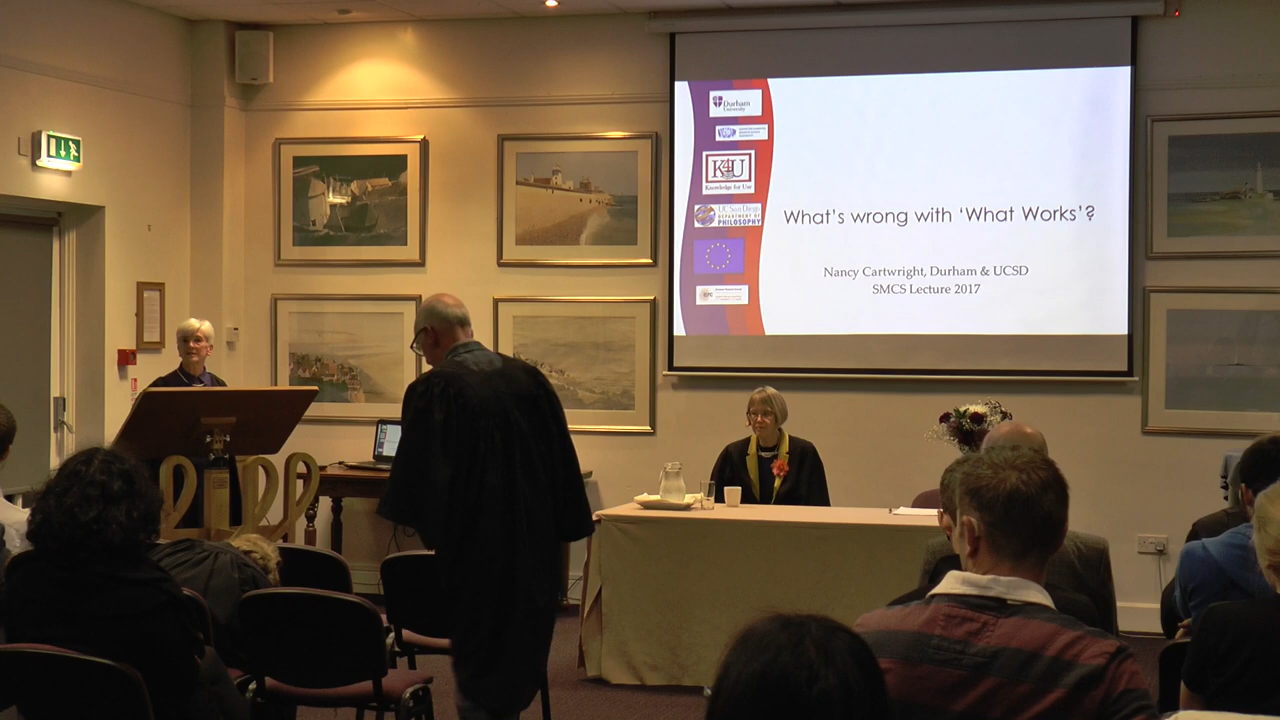 Durham
University
K4U
Knowledge for Use
UC San Diego
DEPARTMENT OF
PHILOSOPHY
erc
What's wrong with 'What Works'?
Nancy Cartwright, Durham & UCSD
SMCS Lecture 2017